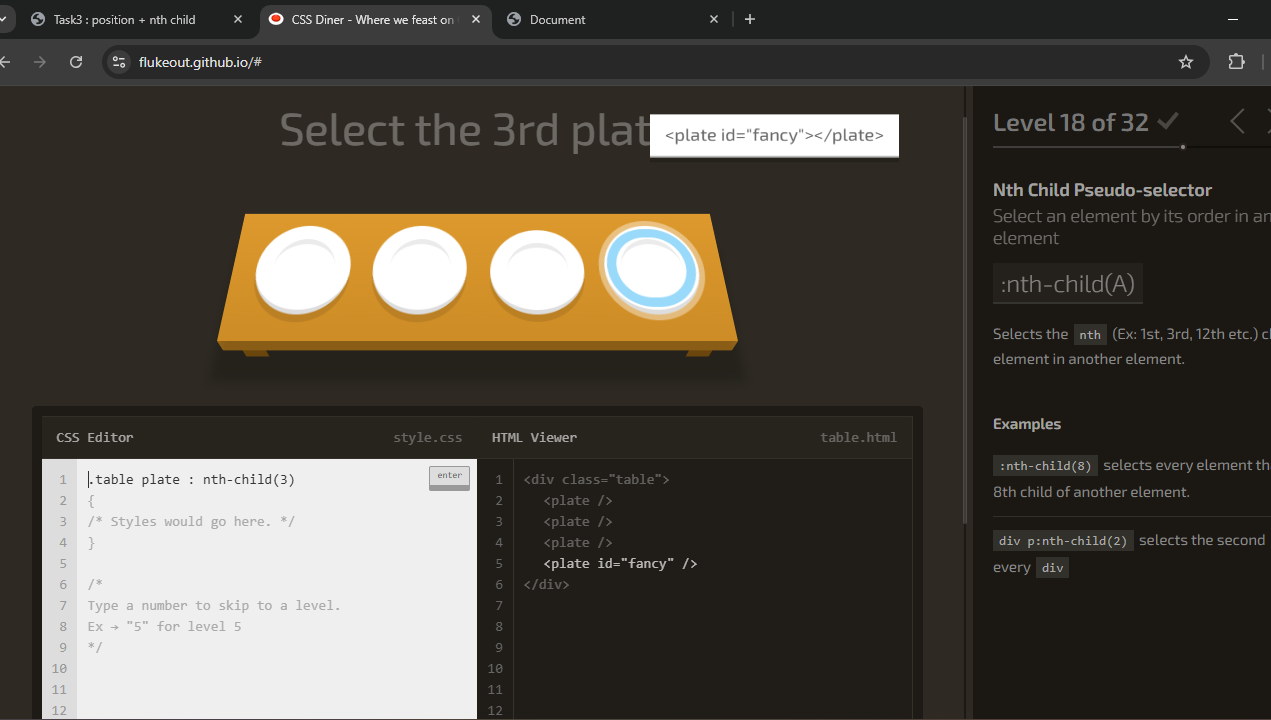 Task3 : position + nth child
CSS Diner - Where we feast on
Document
flukeout.github.io/#
Select the 3rd plat
<plate id="fancy"></plate>
CSS Editor
style.css
HTML Viewer
table.html
1 .table plate : nth-child(3)
enter
2 {
3 /* Styles would go here. */
4 }
5
6 /*
7 Type a number to skip to a level.
8 Ex → "5" for level 5
9 */
10
11
12
1 <div class="table">
2 <plate />
3 <plate />
4 <plate />
5 <plate id="fancy" />
6 </div>
7
8
9
10
11
12
Level 18 of 32
Nth Child Pseudo-selector
Select an element by its order in an
element
:nth-child(A)
Selects the nth (Ex: 1st, 3rd, 12th etc.) c
element in another element.
Examples
:nth-child(8) selects every element th
8th child of another element.
div p:nth-child(2) selects the second
every div